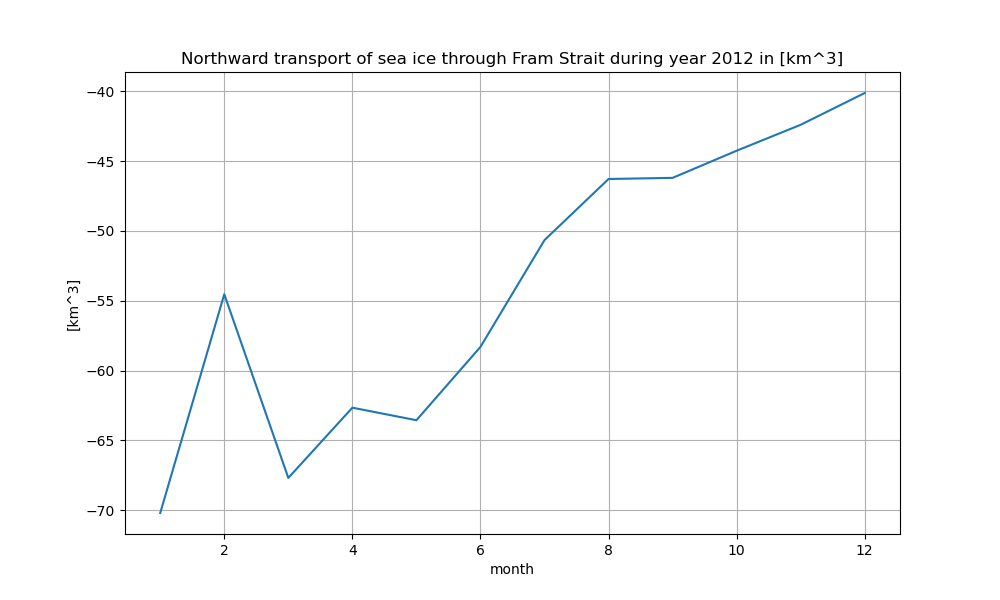 Northward transport of sea ice through Fram Strait during year 2012 in [km^3]
−40
−45
−50
−55
−60
−65
−70
[km^3]
2 4 6 8 10 12
month